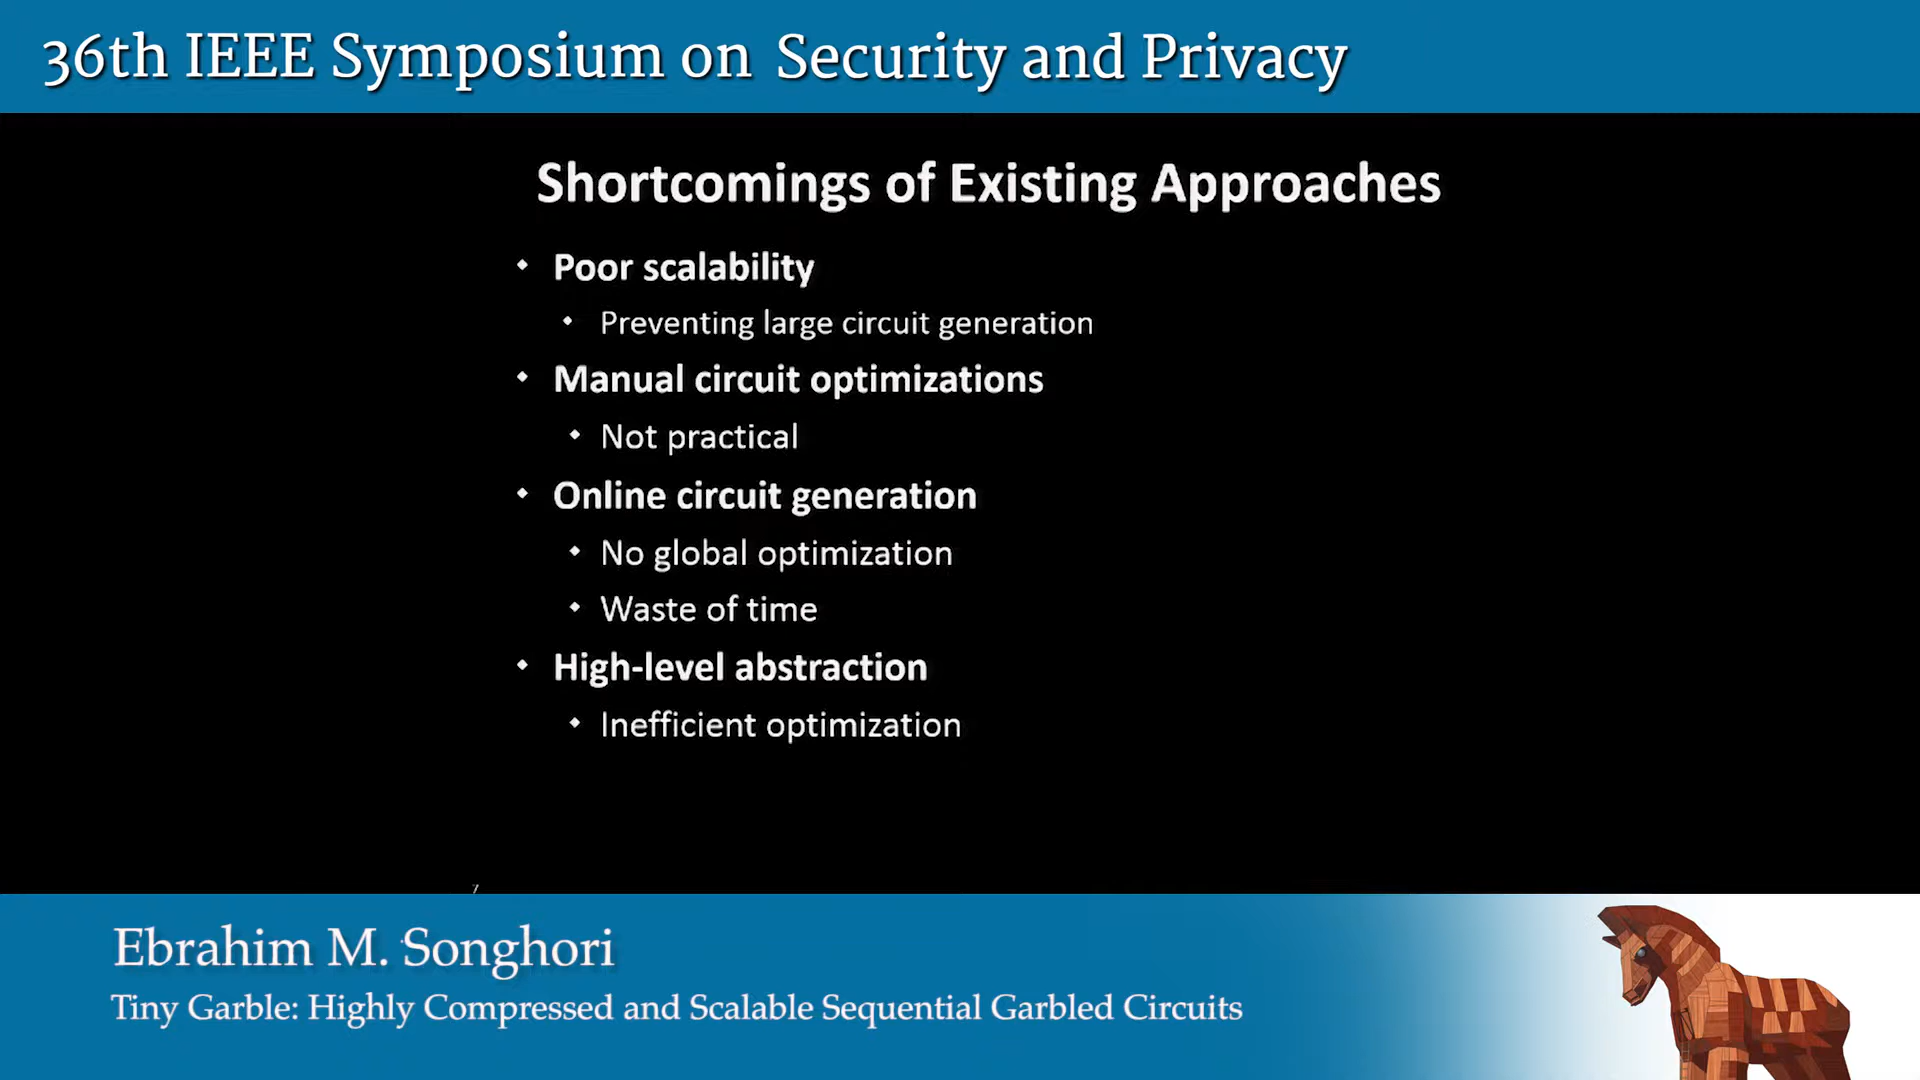 36th IEEE Symposium on Security and Privacy
Shortcomings of Existing Approaches
• Poor scalability
• Preventing large circuit generation
• Manual circuit optimizations
• Not practical
• Online circuit generation
• No global optimization
• Waste of time
• High-level abstraction
• Inefficient optimization
7
Ebrahim M. Songhori
Tiny Garble: Highly Compressed and Scalable Sequential Garbled Circuits